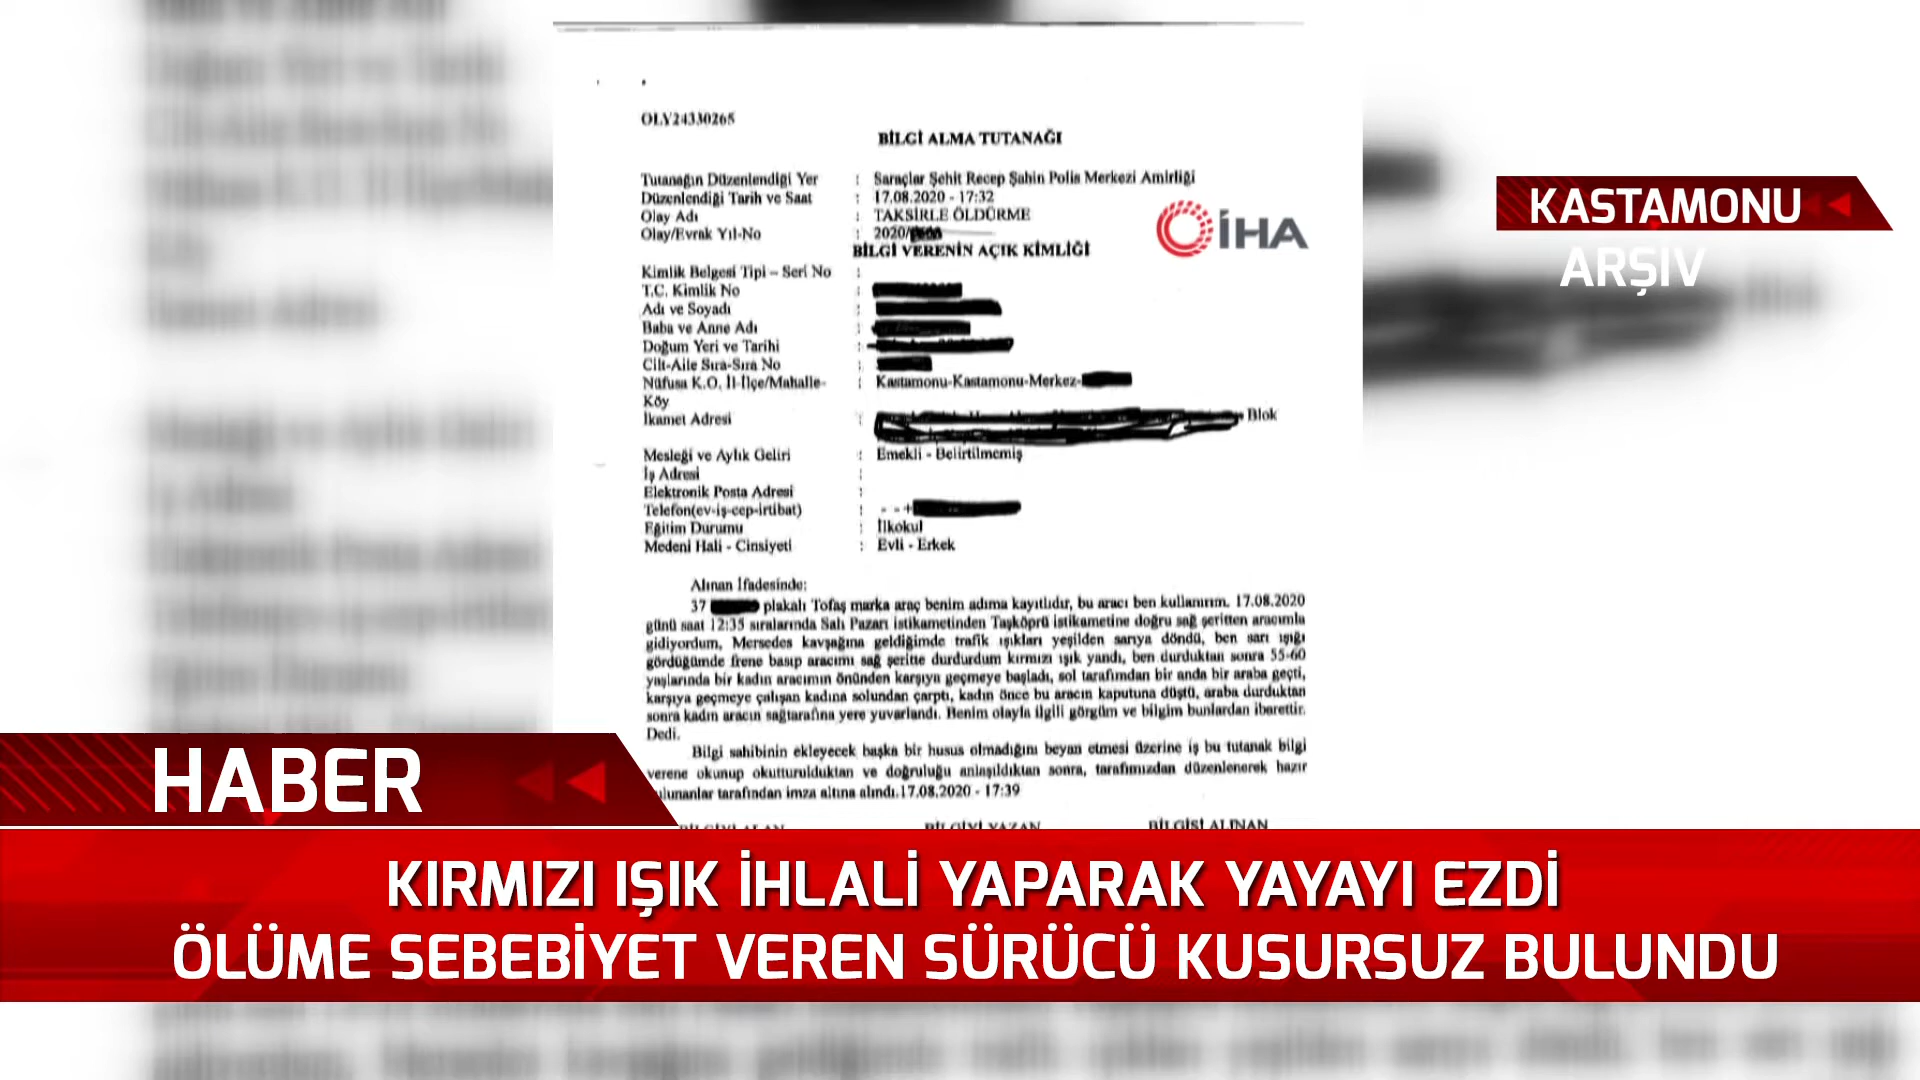 OLY24330265
BİLGİ ALMA TUTANAĞI
Tutanağın Düzenlendiği Yer : Saraçlar Şehit Recep Şahin Polis Merkezi Amirliği
Düzenlendiği Tarih ve Saat : 17.08.2020 - 17:32
Olay Adı : TAKSİRLE ÖLDÜRME
Olay/Evrak Yıl-No : 2020/
BİLGİ VERENİN AÇIK KİMLİĞİ
İHA
KASTAMONU
ARŞİV
Kimlik Belgesi Tipi – Seri No :
T.C. Kimlik No :
Adı ve Soyadı :
Baba ve Anne Adı :
Doğum Yeri ve Tarihi :
Cilt-Aile Sıra-Sıra No :
Nüfusa K.O. İl-İlçe/Mahalle- : Kastamonu-Kastamonu-Merkez-
Köy
İkamet Adresi : Blok
Mesleği ve Aylık Geliri : Emekli - Belirtilmemiş
İş Adresi :
Elektronik Posta Adresi :
Telefon(ev-iş-cep-irtibat) : - - +
Eğitim Durumu : İlkokul
Medeni Hali - Cinsiyeti : Evli - Erkek
Alınan İfadesinde:
37 plakalı Tofaş marka araç benim adıma kayıtlıdır, bu aracı ben kullanırım. 17.08.2020
günü saat 12:35 sıralarında Salı Pazarı istikametinden Taşköprü istikametine doğru sağ şeritten aracımla
gidiyordum, Mersedes kavşağına geldiğimde trafik ışıkları yeşilden sarıya döndü, ben sarı ışığı
gördüğümde frene basıp aracımı sağ şeritte durdurdum kırmızı ışık yandı, ben durduktan sonra 55-60
yaşlarında bir kadın aracımın önünden karşıya geçmeye başladı, sol tarafımdan bir anda bir araba geçti,
karşıya geçmeye çalışan kadına solundan çarptı, kadın önce bu aracın kaputuna düştü, araba durduktan
sonra kadın aracın sağtarafına yere yuvarlandı. Benim olayla ilgili görgüm ve bilgim bunlardan ibarettir.
Dedi.
Bilgi sahibinin ekleyecek başka bir husus olmadığını beyan etmesi üzerine iş bu tutanak bilgi
verene okunup okutturulduktan ve doğruluğu anlaşıldıktan sonra, tarafımızdan düzenlenerek hazır
bulunanlar tarafından imza altına alındı.17.08.2020 - 17:39
BİLGİYİ ALAN BİLGİYİ YAZAN BİLGİSİ ALINAN
HABER
KIRMIZI IŞIK İHLALİ YAPARAK YAYAYI EZDİ
ÖLÜME SEBEBİYET VEREN SÜRÜCÜ KUSURSUZ BULUNDU